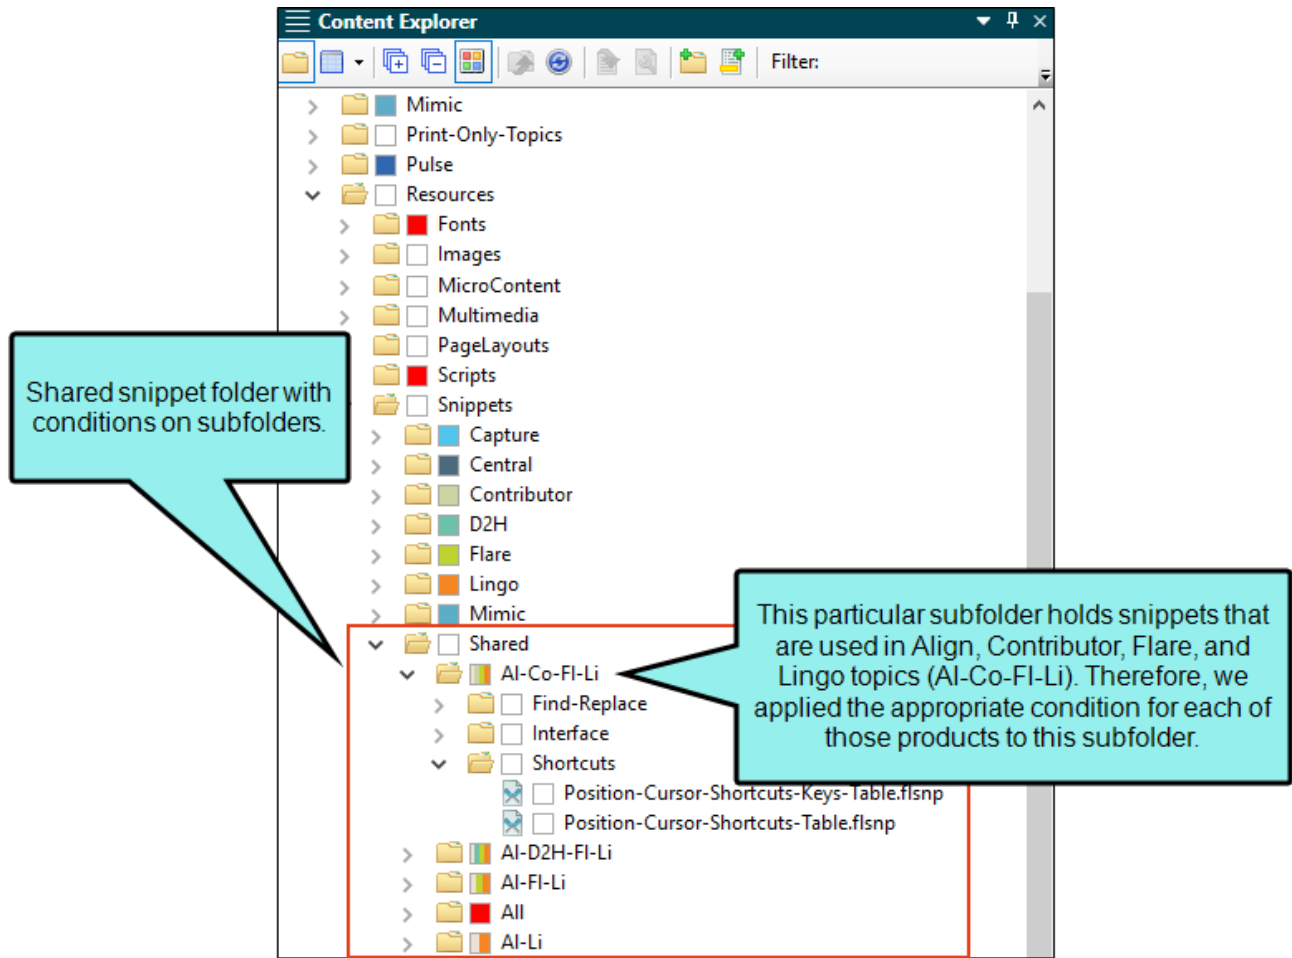 Content Explorer
Filter:
Mimic
Print-Only-Topics
Pulse
Resources
Fonts
Images
MicroContent
Multimedia
PageLayouts
Scripts
Snippets
Capture
Central
Contributor
D2H
Flare
Lingo
Mimic
Shared
Al-Co-Fl-Li
Find-Replace
Interface
Shortcuts
Position-Cursor-Shortcuts-Keys-Table.flsnp
Position-Cursor-Shortcuts-Table.flsnp
Al-D2H-Fl-Li
Al-Fl-Li
All
Al-Li
Shared snippet folder with
conditions on subfolders.
This particular subfolder holds snippets that
are used in Align, Contributor, Flare, and
Lingo topics (Al-Co-Fl-Li). Therefore, we
applied the appropriate condition for each of
those products to this subfolder.